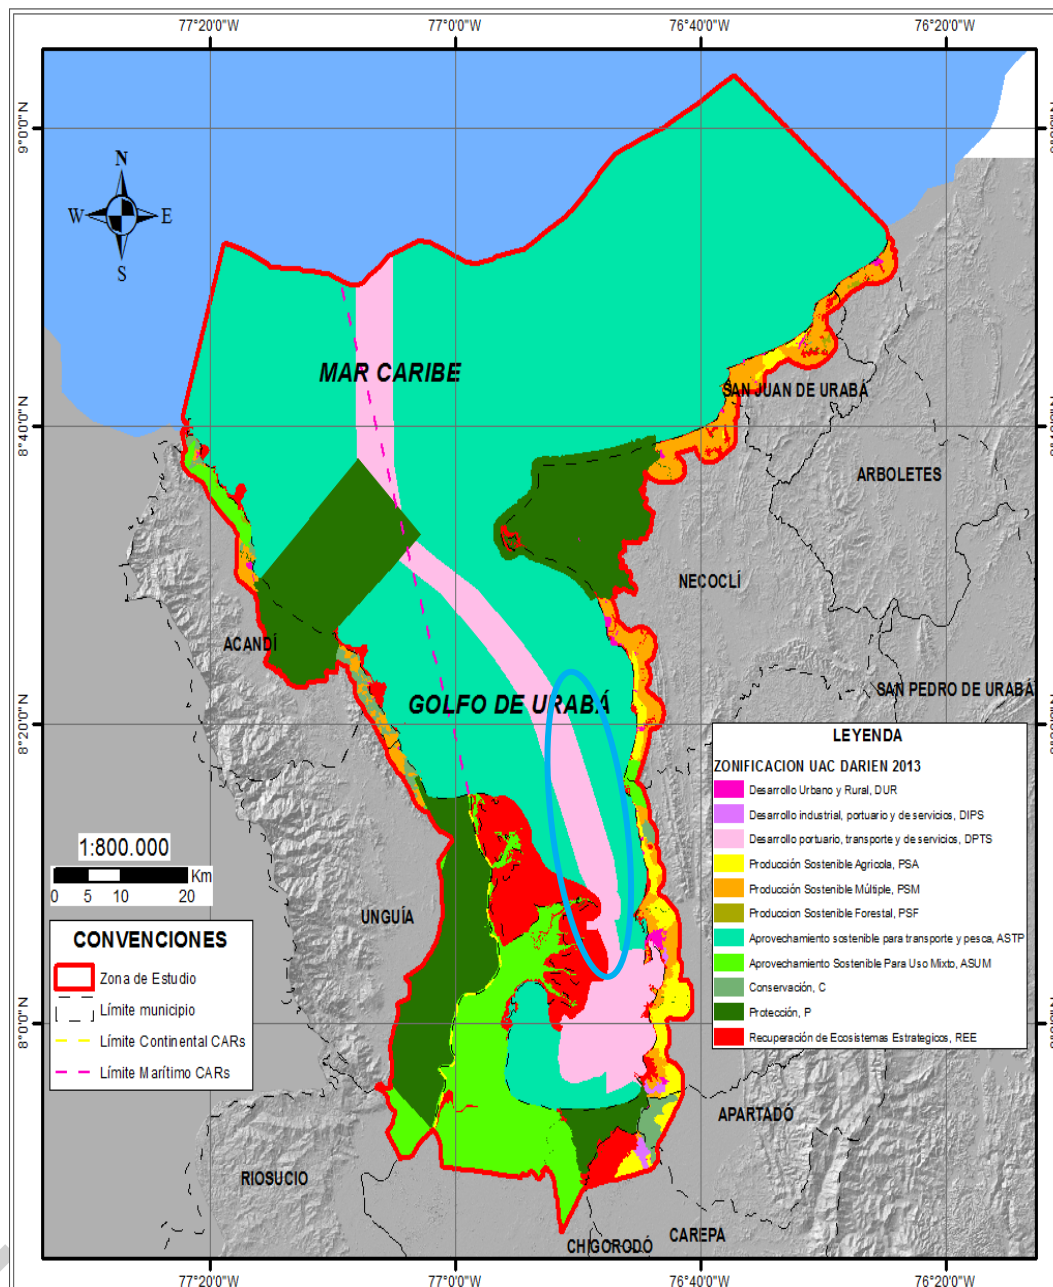 77°20'0"W 77°0'0"W 76°40'0"W 76°20'0"W
9°0'0"N
N
W E
S
MAR CARIBE
SAN JUAN DE URABÁ
8°40'0"N
ARBOLETES
NECOCLÍ
ACANDÍ
SAN PEDRO DE URABÁ
GOLFO DE URABÁ
8°20'0"N
LEYENDA
ZONIFICACION UAC DARIEN 2013
Desarrollo Urbano y Rural, DUR
Desarrollo industrial, portuario y de servicios, DIPS
Desarrollo portuario, transporte y de servicios, DPTS
Producción Sostenible Agricola, PSA
Producción Sostenible Múltiple, PSM
Produccion Sostenible Forestal, PSF
Aprovechamiento sostenible para transporte y pesca, ASTP
Aprovechamiento Sostenible Para Uso Mixto, ASUM
Conservación, C
Protección, P
Recuperación de Ecosistemas Estrategicos, REE
1:800.000
Km
0 5 10 20
UNGUÍA
CONVENCIONES
Zona de Estudio
Límite municipio
Límite Continental CARs
Límite Marítimo CARs
8°0'0"N
APARTADÓ
RIOSUCIO
CAREPA
CHIGORODÓ
77°20'0"W 77°0'0"W 76°40'0"W 76°20'0"W